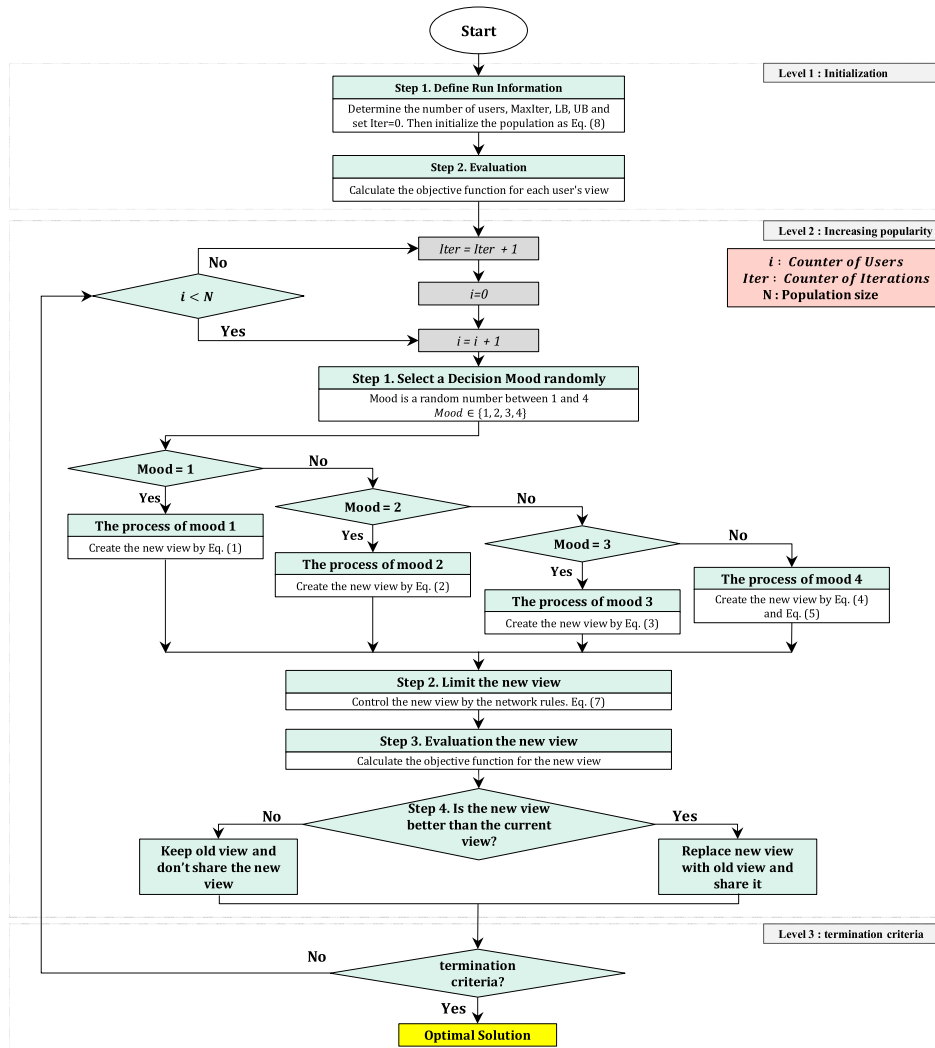 Start
Level 1 : Initialization
Step 1. Define Run Information
Determine the number of users, MaxIter, LB, UB and
set Iter=0. Then initialize the population as Eq. (8)
Step 2. Evaluation
Calculate the objective function for each user's view
Level 2 : Increasing popularity
i : Counter of Users
Iter : Counter of Iterations
N : Population size
Iter = Iter + 1
No
i < N
i=0
Yes
i = i + 1
Step 1. Select a Decision Mood randomly
Mood is a random number between 1 and 4
Mood ∈ {1, 2, 3, 4}
Mood = 1
No
Yes
The process of mood 1
Create the new view by Eq. (1)
Mood = 2
No
Yes
The process of mood 2
Create the new view by Eq. (2)
Mood = 3
No
Yes
The process of mood 3
Create the new view by Eq. (3)
The process of mood 4
Create the new view by Eq. (4)
and Eq. (5)
Step 2. Limit the new view
Control the new view by the network rules. Eq. (7)
Step 3. Evaluation the new view
Calculate the objective function for the new view
Step 4. Is the new view
better than the current
view?
No
Yes
Keep old view and
don't share the new
view
Replace new view
with old view and
share it
Level 3 : termination criteria
No
termination
criteria?
Yes
Optimal Solution